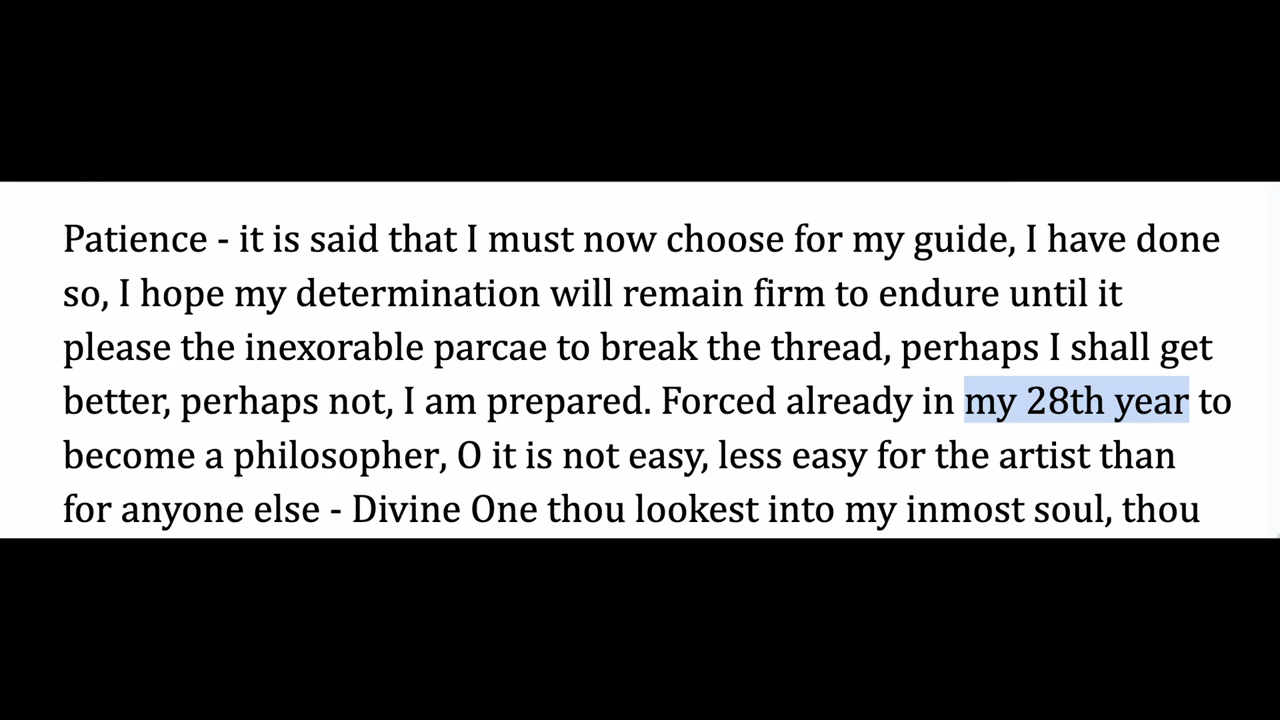 Patience - it is said that I must now choose for my guide, I have done
so, I hope my determination will remain firm to endure until it
please the inexorable parcae to break the thread, perhaps I shall get
better, perhaps not, I am prepared. Forced already in my 28th year to
become a philosopher, O it is not easy, less easy for the artist than
for anyone else - Divine One thou lookest into my inmost soul, thou